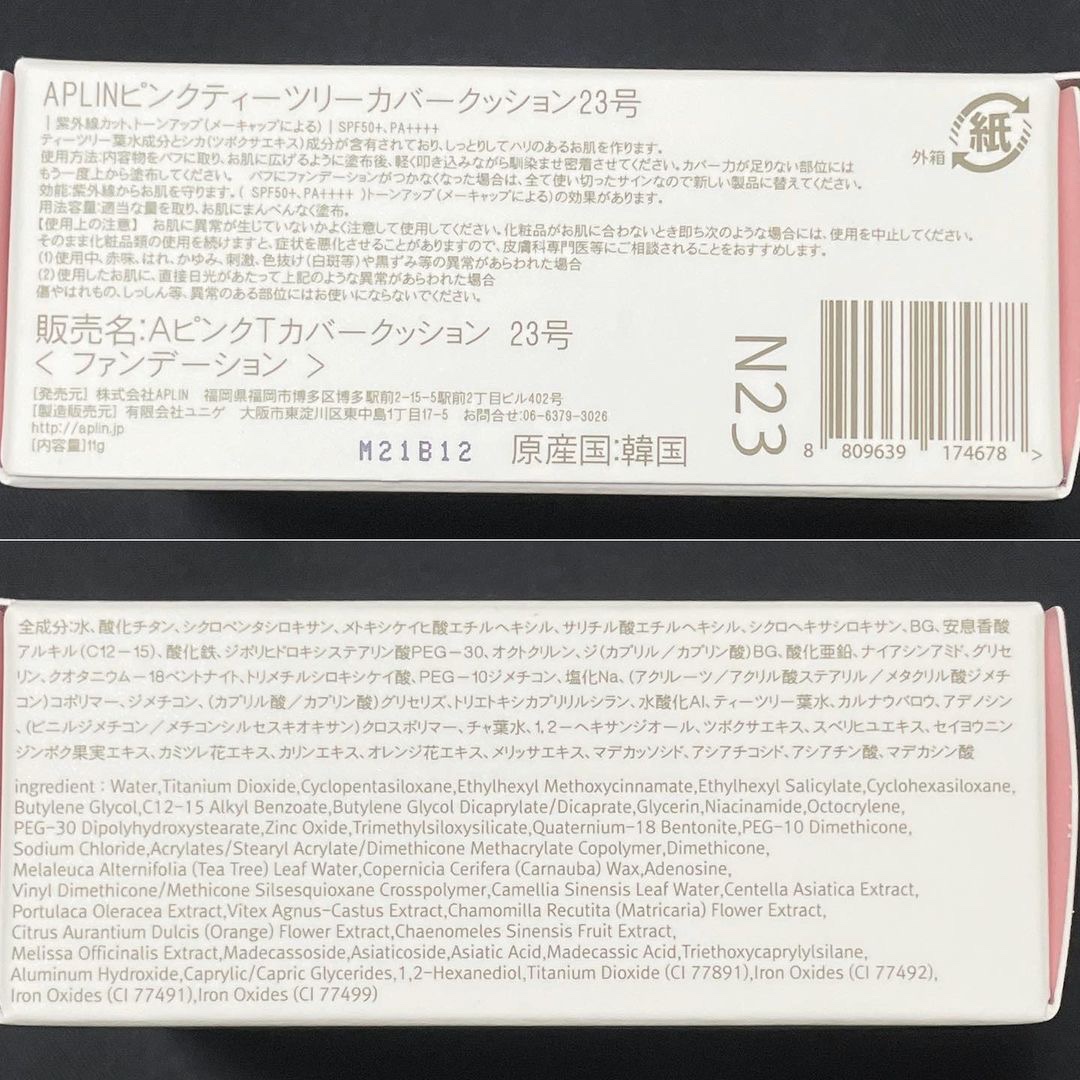 APLINピンクティーツリーカバークッション23号
| 紫外線カット、トーンアップ(メーキャップによる) | SPF50+、PA++++
ティーツリー葉水成分とシカ(ツボクサエキス)成分が含有されており、しっとりしてハリのあるお肌を作ります。
使用方法:内容物をパフに取り、お肌に広げるように塗布後、軽く叩き込みながら馴染ませ密着させてください。カバー力が足りない部位には
もう一度上から塗布してください。 パフにファンデーションがつかなくなった場合は、全て使い切ったサインなので新しい製品に替えてください。
効能:紫外線からお肌を守ります。( SPF50+、PA++++ )トーンアップ(メーキャップによる)の効果があります。
用法容量:適当な量を取り、お肌にまんべんなく塗布。
【使用上の注意】 お肌に異常が生じていないかよく注意して使用してください。化粧品がお肌に合わないとき即ち次のような場合には、使用を中止してください。
そのまま化粧品類の使用を続けますと、症状を悪化させることがありますので、皮膚科専門医等にご相談されることをおすすめします。
(1)使用中、赤味、はれ、かゆみ、刺激、色抜け(白斑等)や黒ずみ等の異常があらわれた場合
(2)使用したお肌に、直接日光があたって上記のような異常があらわれた場合
傷やはれもの、しっしん等、異常のある部位にはお使いにならないでください。
外箱
紙
販売名:AピンクTカバークッション 23号
< ファンデーション >
[発売元] 株式会社APLIN 福岡県福岡市博多区博多駅前2-15-5駅前2丁目ビル402号
[製造販売元] 有限会社ユニゲ 大阪市東淀川区東中島1丁目17-5 お問合せ:06-6379-3026
http://aplin.jp
[内容量] 11g
M21B12
原産国:韓国
N23
8 809639 174678 >
全成分:水、酸化チタン、シクロペンタシロキサン、メトキシケイヒ酸エチルヘキシル、サリチル酸エチルヘキシル、シクロヘキサシロキサン、BG、安息香酸
アルキル(C12-15)、酸化鉄、ジポリヒドロキシステアリン酸PEG-30、オクトクルン、ジ(カプリル/カプリン酸)BG、酸化亜鉛、ナイアシンアミド、グリセ
リン、クオタニウム-18ベントナイト、トリメチルシロキシケイ酸、PEG-10ジメチコン、塩化Na、(アクリルーツ/アクリル酸ステアリル/メタクリル酸ジメチ
コン)コポリマー、ジメチコン、(カプリル酸/カプリン酸)グリセリズ、トリエトキシカプリリルシラン、水酸化Al、ティーツリー葉水、カルナウバロウ、アデノシン
、(ビニルジメチコン/メチコンシルセスキオキサン)クロスポリマー、チャ葉水、1,2-ヘキサンジオール、ツボクサエキス、スベリヒユエキス、セイヨウニン
ジンボク果実エキス、カミツレ花エキス、カリンエキス、オレンジ花エキス、メリッサエキス、マデカッソシド、アシアチコシド、アシアチン酸、マデカシン酸
ingredient : Water,Titanium Dioxide,Cyclopentasiloxane,Ethylhexyl Methoxycinnamate,Ethylhexyl Salicylate,Cyclohexasiloxane,
Butylene Glycol,C12-15 Alkyl Benzoate,Butylene Glycol Dicaprylate/Dicaprate,Glycerin,Niacinamide,Octocrylene,
PEG-30 Dipolyhydroxystearate,Zinc Oxide,Trimethylsiloxysilicate,Quaternium-18 Bentonite,PEG-10 Dimethicone,
Sodium Chloride,Acrylates/Stearyl Acrylate/Dimethicone Methacrylate Copolymer,Dimethicone,
Melaleuca Alternifolia (Tea Tree) Leaf Water,Copernicia Cerifera (Carnauba) Wax,Adenosine,
Vinyl Dimethicone/Methicone Silsesquioxane Crosspolymer,Camellia Sinensis Leaf Water,Centella Asiatica Extract,
Portulaca Oleracea Extract,Vitex Agnus-Castus Extract,Chamomilla Recutita (Matricaria) Flower Extract,
Citrus Aurantium Dulcis (Orange) Flower Extract,Chaenomeles Sinensis Fruit Extract,
Melissa Officinalis Extract,Madecassoside,Asiaticoside,Asiatic Acid,Madecassic Acid,Triethoxycaprylylsilane,
Aluminum Hydroxide,Caprylic/Capric Glycerides,1,2-Hexanediol,Titanium Dioxide (CI 77891),Iron Oxides (CI 77492),
Iron Oxides (CI 77491),Iron Oxides (CI 77499)